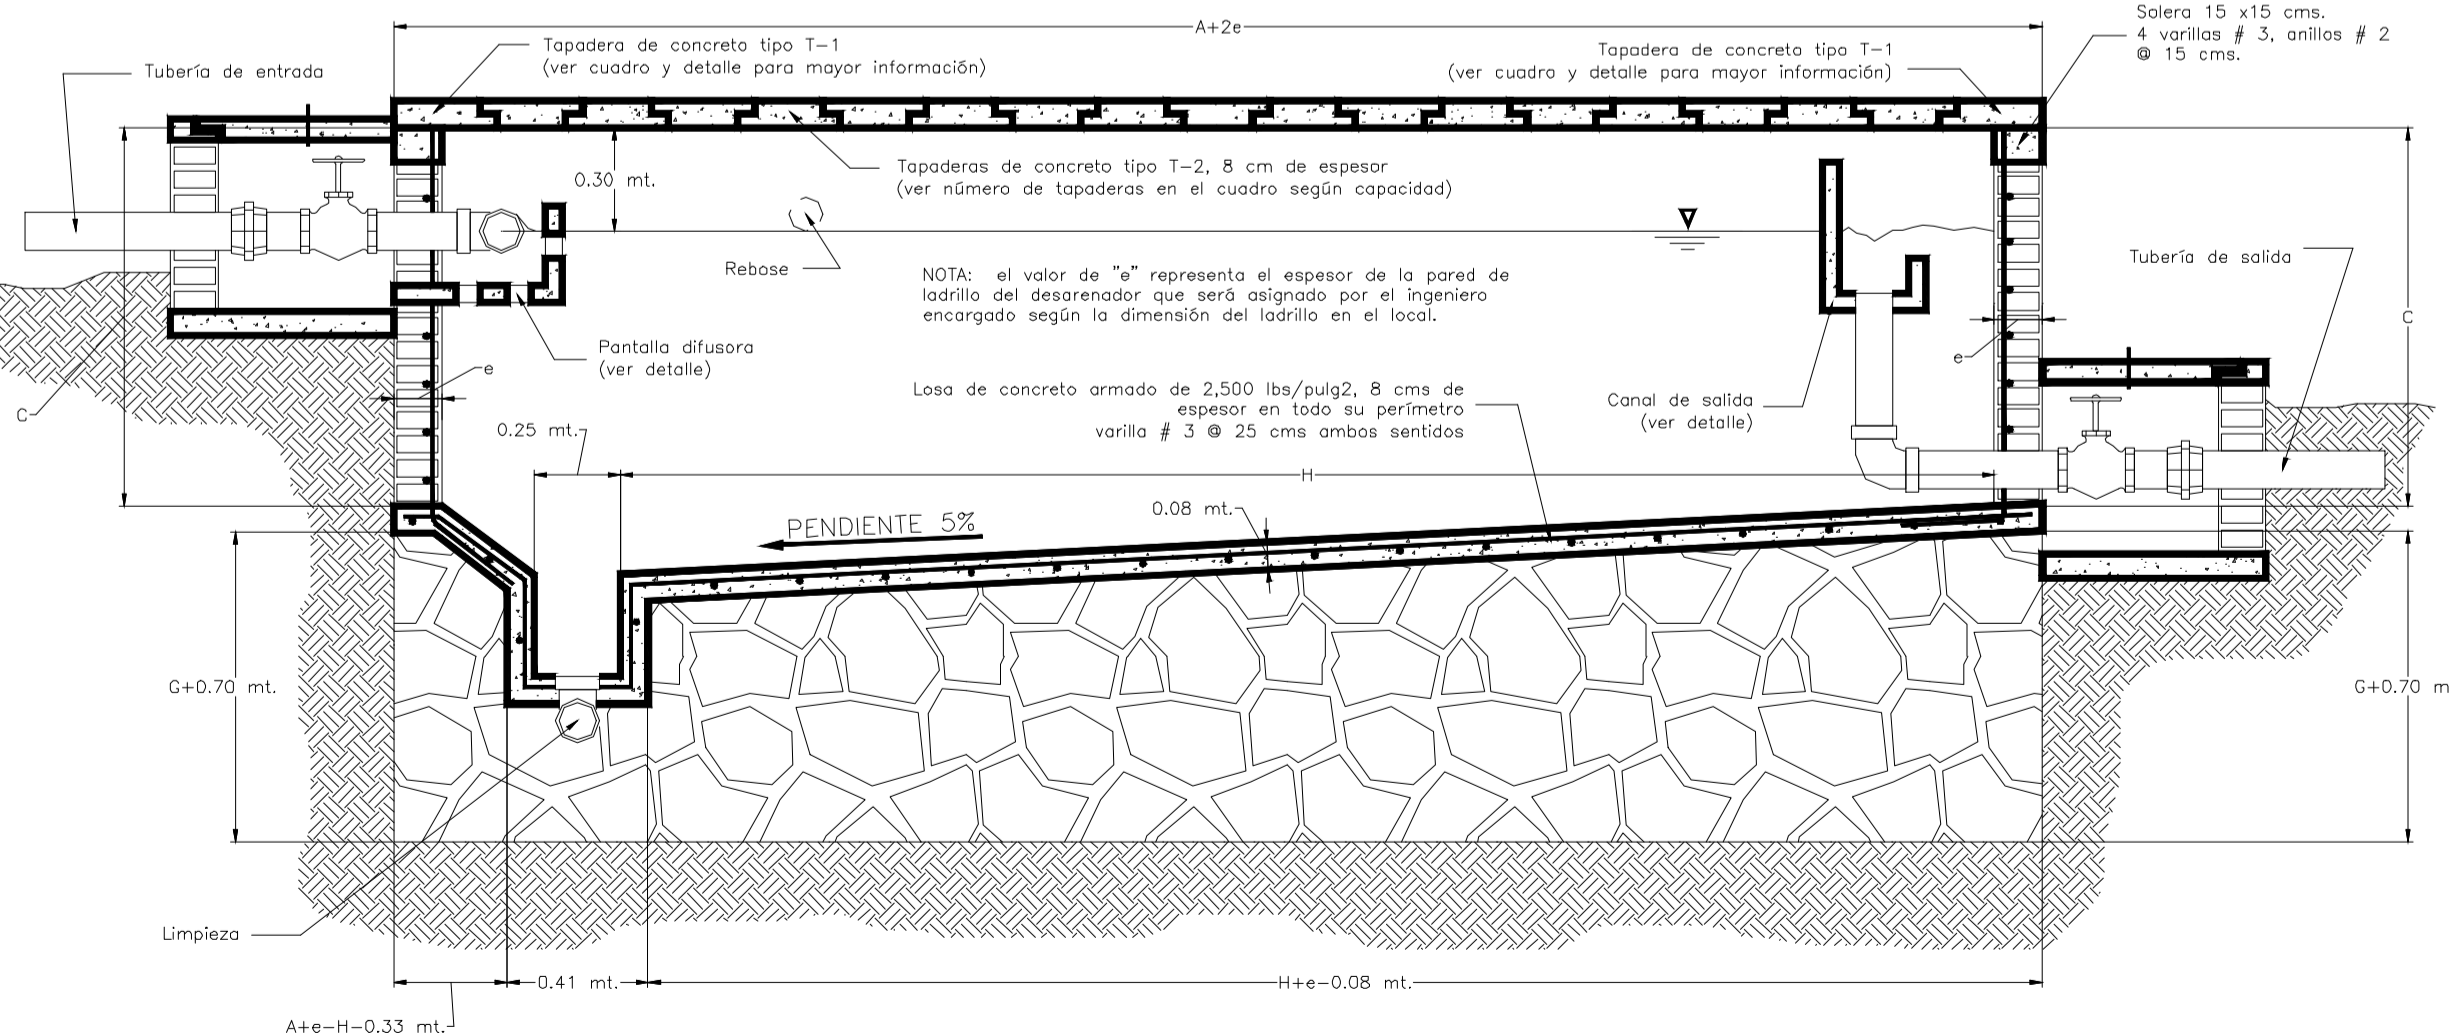 A+2e
Solera 15 x15 cms.
4 varillas # 3, anillos # 2
@ 15 cms.
Tapadera de concreto tipo T-1
(ver cuadro y detalle para mayor información)
Tapadera de concreto tipo T-1
(ver cuadro y detalle para mayor información)
Tubería de entrada
0.30 mt.
Tapaderas de concreto tipo T-2, 8 cm de espesor
(ver número de tapaderas en el cuadro según capacidad)
Rebose
NOTA: el valor de "e" representa el espesor de la pared de
ladrillo del desarenador que será asignado por el ingeniero
encargado según la dimensión del ladrillo en el local.
Tubería de salida
C
e
Pantalla difusora
(ver detalle)
e
C
Losa de concreto armado de 2,500 lbs/pulg2, 8 cms de
espesor en todo su perímetro
varilla # 3 @ 25 cms ambos sentidos
Canal de salida
(ver detalle)
0.25 mt.
H
0.08 mt.
PENDIENTE 5%
G+0.70 mt.
G+0.70 m
Limpieza
0.41 mt.
H+e-0.08 mt.
A+e-H-0.33 mt.